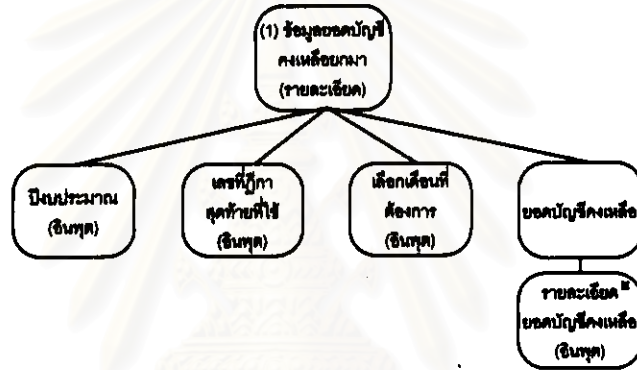 (1) ข้อมูลยอดบัญชี
คงเหลือยกมา
(รายละเอียด)
ปีงบประมาณ
(อินพุต)
เลขที่ฎีกา
สุดท้ายที่ใช้
(อินพุต)
เลือกเดือนที่
ต้องการ
(อินพุต)
ยอดบัญชีคงเหลือ
รายละเอียด*
ยอดบัญชีคงเหลือ
(อินพุต)